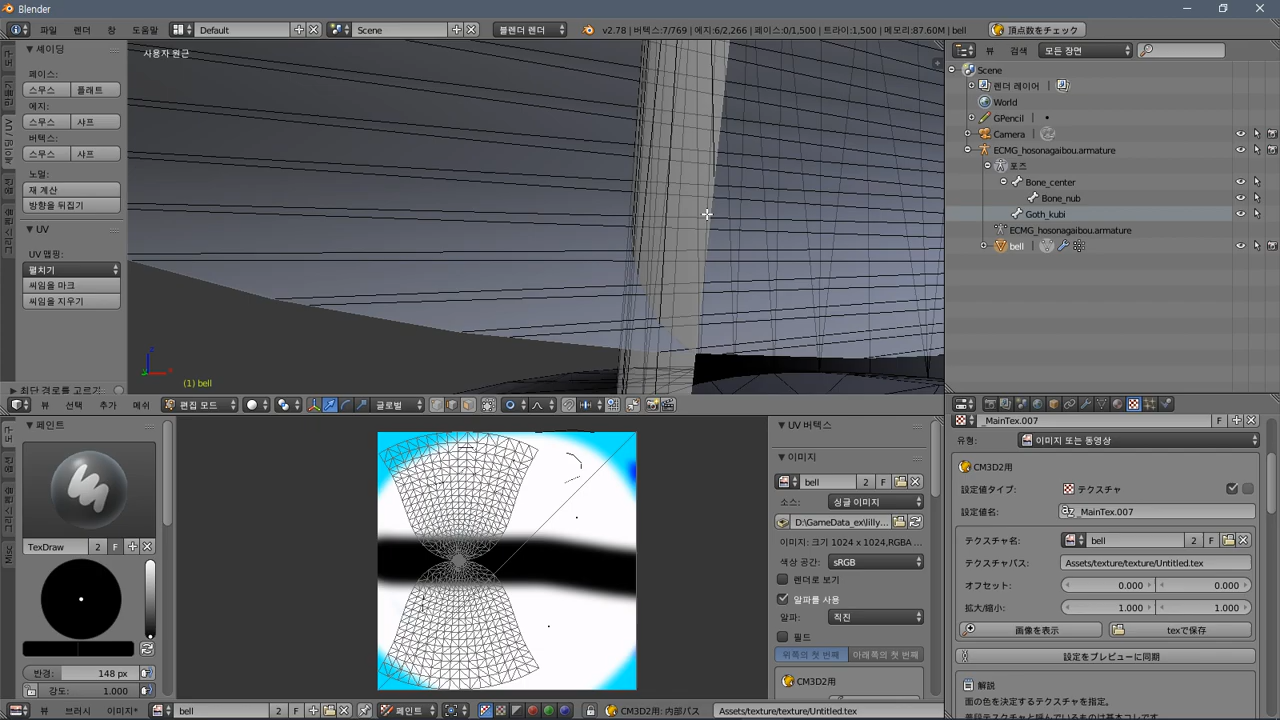 Blender
파일 렌더 창 도움말 Default Scene 블렌더 렌더 v2.78 | 버텍스:7/769 | 에지:6/2,266 | 페이스:0/1,500 | 트라이:1,500 | 메모리:87.60M | bell 頂点数をチェック
셰이딩
페이스:
스무스 플래트
에지:
스무스 샤프
버텍스:
스무스 샤프
노멀:
재 계산
방향을 뒤집기
UV
UV 맵핑:
펼치기
씨임을 마크
씨임을 지우기
최단 경로를 고르기
사용자 원근
(1) bell
뷰 선택 추가 메쉬 편집 모드 글로벌
뷰 검색 모든 장면
Scene
렌더 레이어
World
GPencil
Camera
ECMG_hosonagaibou.armature
포즈
Bone_center
Bone_nub
Goth_kubi
ECMG_hosonagaibou.armature
bell
페인트
TexDraw 2 F
반경: 148 px
강도: 1.000
Misc
UV 버텍스
이미지
bell 2 F
소스: 싱글 이미지
D:\GameData_ex\lilly...
이미지: 크기 1024 x 1024,RGBA ...
색상 공간: sRGB
렌더로 보기
알파를 사용
알파: 직진
필드
위쪽의 첫 번째 아래쪽의 첫 번째
CM3D2용
뷰 브러시 이미지* bell 2 F 페인트 CM3D2용: 내부パス Assets/texture/texture/Untitled.tex
_MainTex.007 F
유형: 이미지 또는 동영상
CM3D2用
設定値タイプ: テクスチャ
設定値名: _MainTex.007
テクスチャ名: bell 2 F
テクスチャパス: Assets/texture/texture/Untitled.tex
オフセット: 0.000 0.000
拡大/縮小: 1.000 1.000
画像を表示 texで保存
設定をプレビューに同期
解説
面の色を決定するテクスチャを指定。